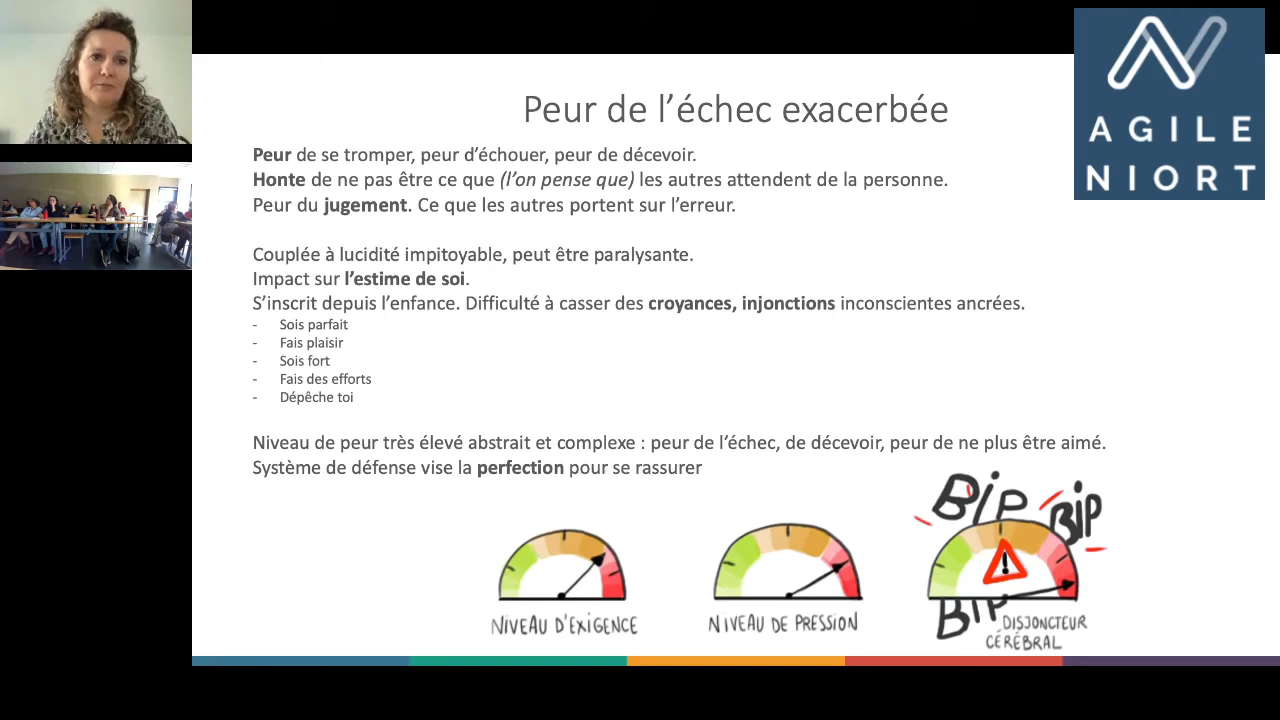 Peur de l’échec exacerbée
AGILE
NIORT
Peur de se tromper, peur d’échouer, peur de décevoir.
Honte de ne pas être ce que (l’on pense que) les autres attendent de la personne.
Peur du jugement. Ce que les autres portent sur l’erreur.
Couplée à lucidité impitoyable, peut être paralysante.
Impact sur l’estime de soi.
S’inscrit depuis l’enfance. Difficulté à casser des croyances, injonctions inconscientes ancrées.
- Sois parfait
- Fais plaisir
- Sois fort
- Fais des efforts
- Dépêche toi
Niveau de peur très élevé abstrait et complexe : peur de l’échec, de décevoir, peur de ne plus être aimé.
Système de défense vise la perfection pour se rassurer
BIP
BIP
BIP
NIVEAU D'EXIGENCE
NIVEAU DE PRESSION
DISJONCTEUR
CÉRÉBRAL